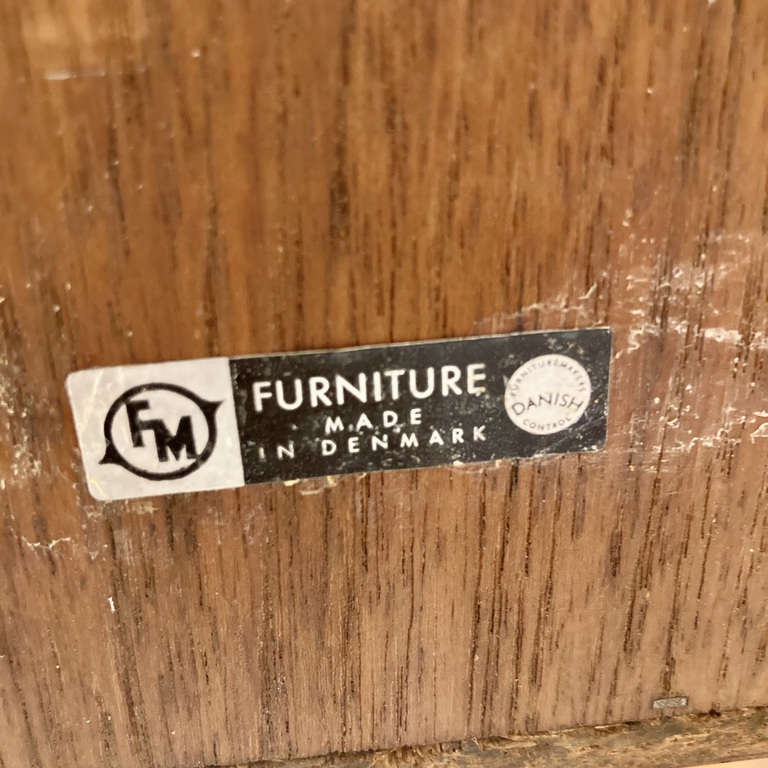 FM
FURNITURE
MADE
IN DENMARK
FURNITUREMAKERS
DANISH
CONTROL